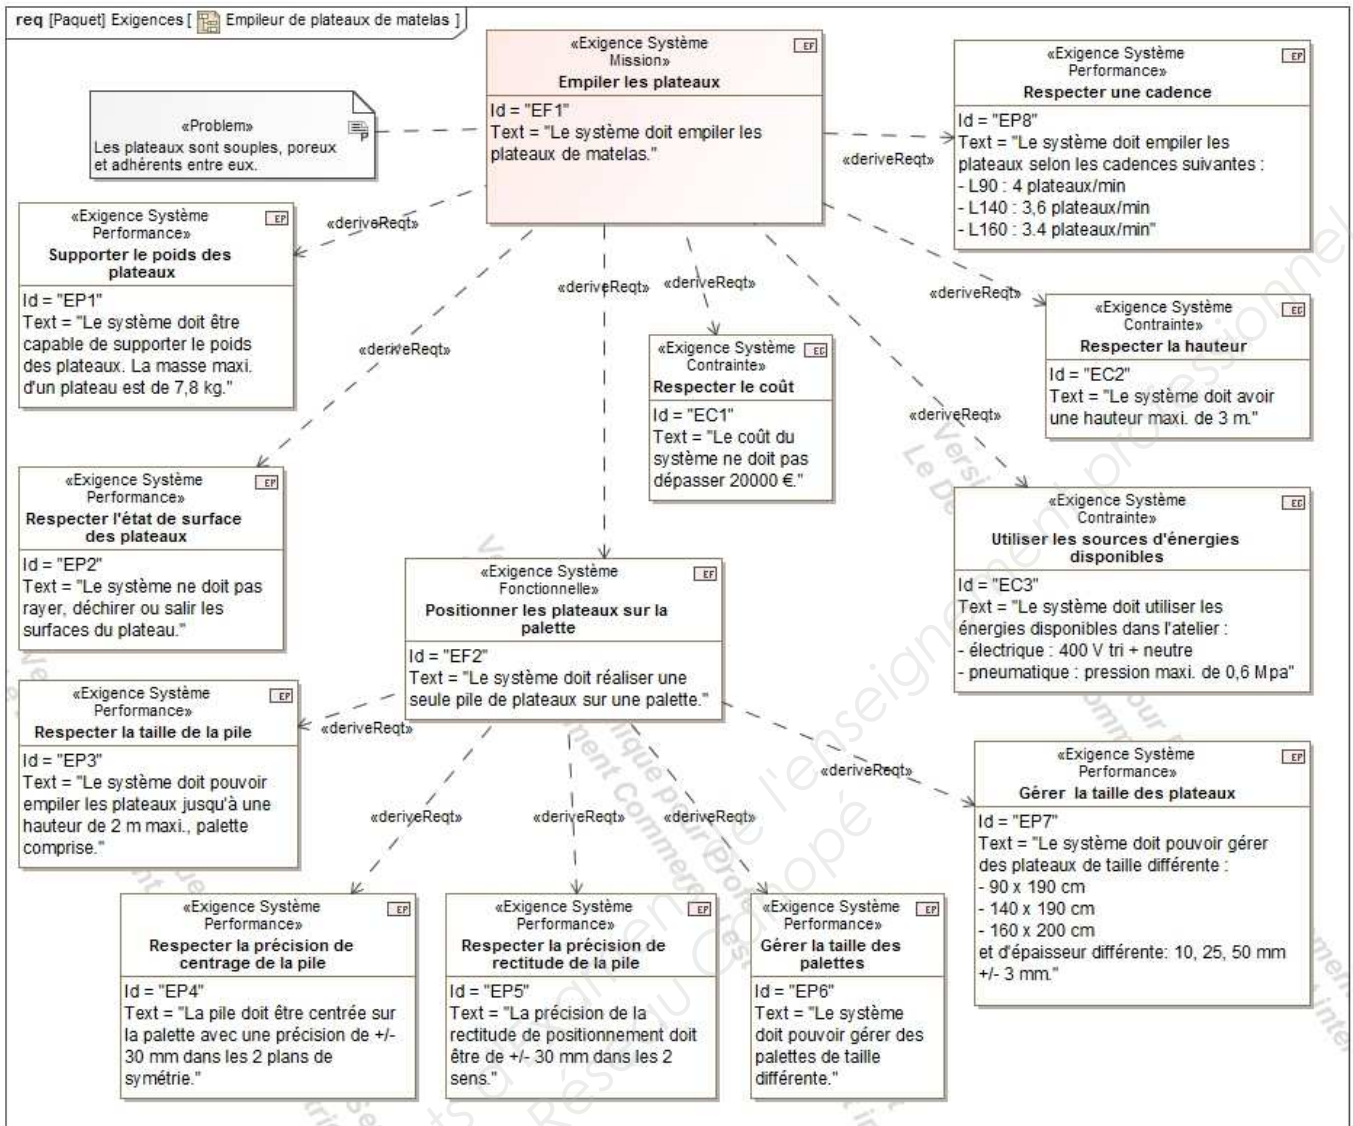 req [Paquet] Exigences [ Empileur de plateaux de matelas ]
«Exigence Système
Mission»
EF
Empiler les plateaux
Id = "EF1"
Text = "Le système doit empiler les
plateaux de matelas."
«Problem»
Les plateaux sont souples, poreux
et adhérents entre eux.
«Exigence Système
Performance»
EP
Respecter une cadence
Id = "EP8"
Text = "Le système doit empiler les
plateaux selon les cadences suivantes :
- L90 : 4 plateaux/min
- L140 : 3,6 plateaux/min
- L160 : 3.4 plateaux/min"
«deriveReqt»
«deriveReqt»
«Exigence Système
Performance»
EP
Supporter le poids des
plateaux
Id = "EP1"
Text = "Le système doit être
capable de supporter le poids
des plateaux. La masse maxi.
d'un plateau est de 7,8 kg."
«deriveReqt»
«deriveReqt»
«deriveReqt»
«deriveReqt»
«deriveReqt»
«Exigence Système
Contrainte»
EC
Respecter la hauteur
Id = "EC2"
Text = "Le système doit avoir
une hauteur maxi. de 3 m."
«Exigence Système
Contrainte»
EC
Respecter le coût
Id = "EC1"
Text = "Le coût du
système ne doit pas
dépasser 20000 €."
«deriveReqt»
«Exigence Système
Performance»
EP
Respecter l'état de surface
des plateaux
Id = "EP2"
Text = "Le système ne doit pas
rayer, déchirer ou salir les
surfaces du plateau."
«Exigence Système
Contrainte»
EC
Utiliser les sources d'énergies
disponibles
Id = "EC3"
Text = "Le système doit utiliser les
énergies disponibles dans l'atelier :
- électrique : 400 V tri + neutre
- pneumatique : pression maxi. de 0,6 Mpa"
«Exigence Système
Fonctionnelle»
EF
Positionner les plateaux sur la
palette
Id = "EF2"
Text = "Le système doit réaliser une
seule pile de plateaux sur une palette."
«Exigence Système
Performance»
EP
Respecter la taille de la pile
Id = "EP3"
Text = "Le système doit pouvoir
empiler les plateaux jusqu'à une
hauteur de 2 m maxi., palette
comprise."
«deriveReqt»
«deriveReqt»
«deriveReqt»
«deriveReqt»
«deriveReqt»
«Exigence Système
Performance»
EP
Gérer la taille des plateaux
Id = "EP7"
Text = "Le système doit pouvoir gérer
des plateaux de taille différente :
- 90 x 190 cm
- 140 x 190 cm
- 160 x 200 cm
et d'épaisseur différente: 10, 25, 50 mm
+/- 3 mm."
«Exigence Système
Performance»
EP
Respecter la précision de
centrage de la pile
Id = "EP4"
Text = "La pile doit être centrée sur
la palette avec une précision de +/-
30 mm dans les 2 plans de
symétrie."
«Exigence Système
Performance»
EP
Respecter la précision de
rectitude de la pile
Id = "EP5"
Text = "La précision de la
rectitude de positionnement doit
être de +/- 30 mm dans les 2
sens."
«Exigence Système
Performance»
EP
Gérer la taille des
palettes
Id = "EP6"
Text = "Le système
doit pouvoir gérer des
palettes de taille
différente."
de l'enseignement professionnel
Réseau Canopé